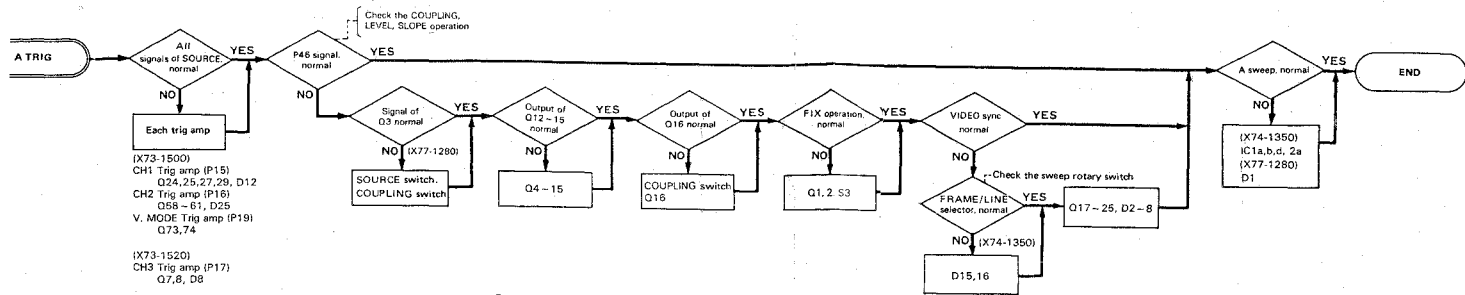 Check the COUPLING,
LEVEL, SLOPE operation
A TRIG
All
signals of SOURCE,
normal
YES
NO
Each trig amp
(X73-1500)
CH1 Trig amp (P15)
Q24,25,27,29, D12
CH2 Trig amp (P16)
Q58~61, D25
V. MODE Trig amp (P19)
Q73,74
(X73-1520)
CH3 Trig amp (P17)
Q7,8, D8
P46 signal,
normal
YES
NO
Signal of
Q3 normal
YES
NO
(X77-1280)
SOURCE switch.
COUPLING switch
Output of
Q12~15
normal
YES
NO
Q4~15
Output of
Q16 normal
YES
NO
COUPLING switch
Q16
FIX operation,
normal
YES
NO
Q1, 2. S3
VIDEO sync
normal
YES
NO
Check the sweep rotary switch
FRAME/LINE
selector, normal
YES
NO
(X74-1350)
D15,16
Q17~25, D2~8
A sweep, normal
YES
NO
(X74-1350)
IC1a,b,d, 2a
(X77-1280)
D1
END